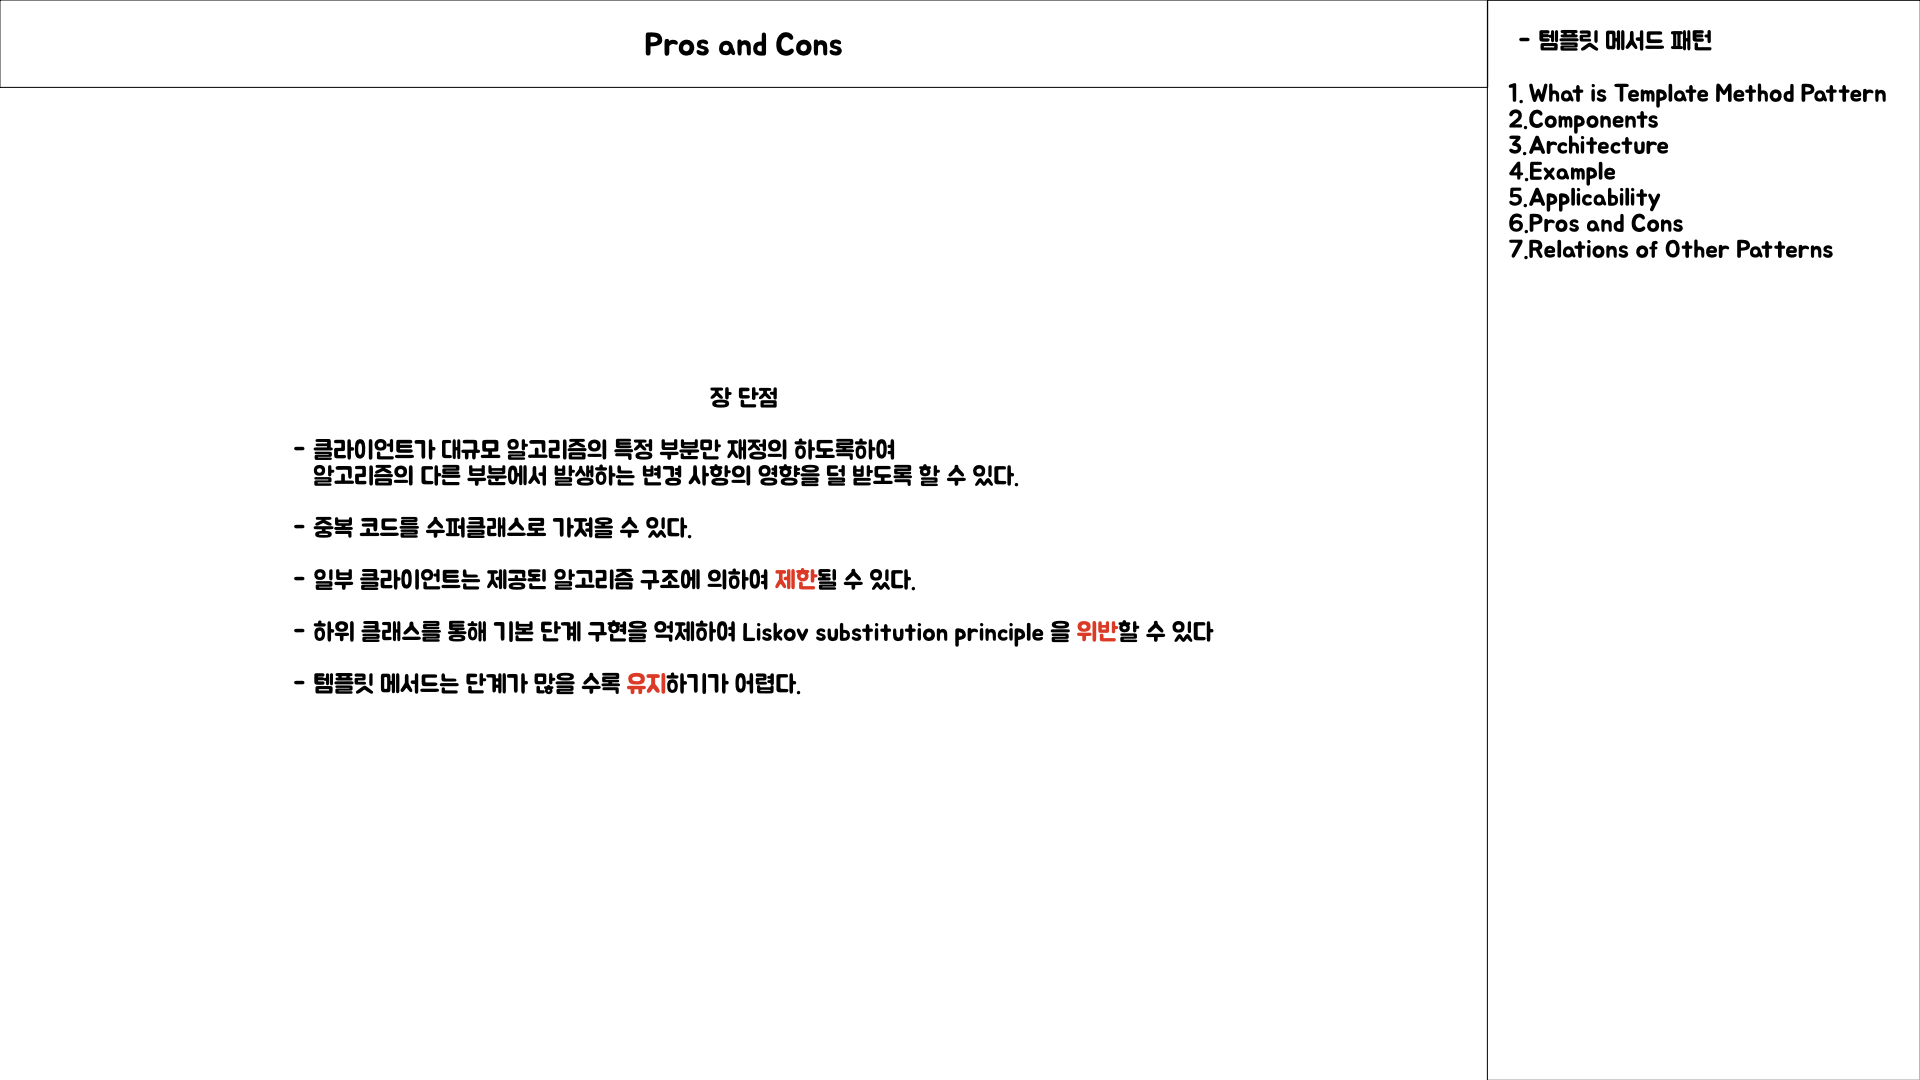 Pros and Cons
장 단점
- 클라이언트가 대규모 알고리즘의 특정 부분만 재정의 하도록하여
알고리즘의 다른 부분에서 발생하는 변경 사항의 영향을 덜 받도록 할 수 있다.
- 중복 코드를 수퍼클래스로 가져올 수 있다.
- 일부 클라이언트는 제공된 알고리즘 구조에 의하여 제한될 수 있다.
- 하위 클래스를 통해 기본 단계 구현을 억제하여 Liskov substitution principle 을 위반할 수 있다
- 템플릿 메서드는 단계가 많을 수록 유지하기가 어렵다.
- 템플릿 메서드 패턴
1. What is Template Method Pattern
2.Components
3.Architecture
4.Example
5.Applicability
6.Pros and Cons
7.Relations of Other Patterns